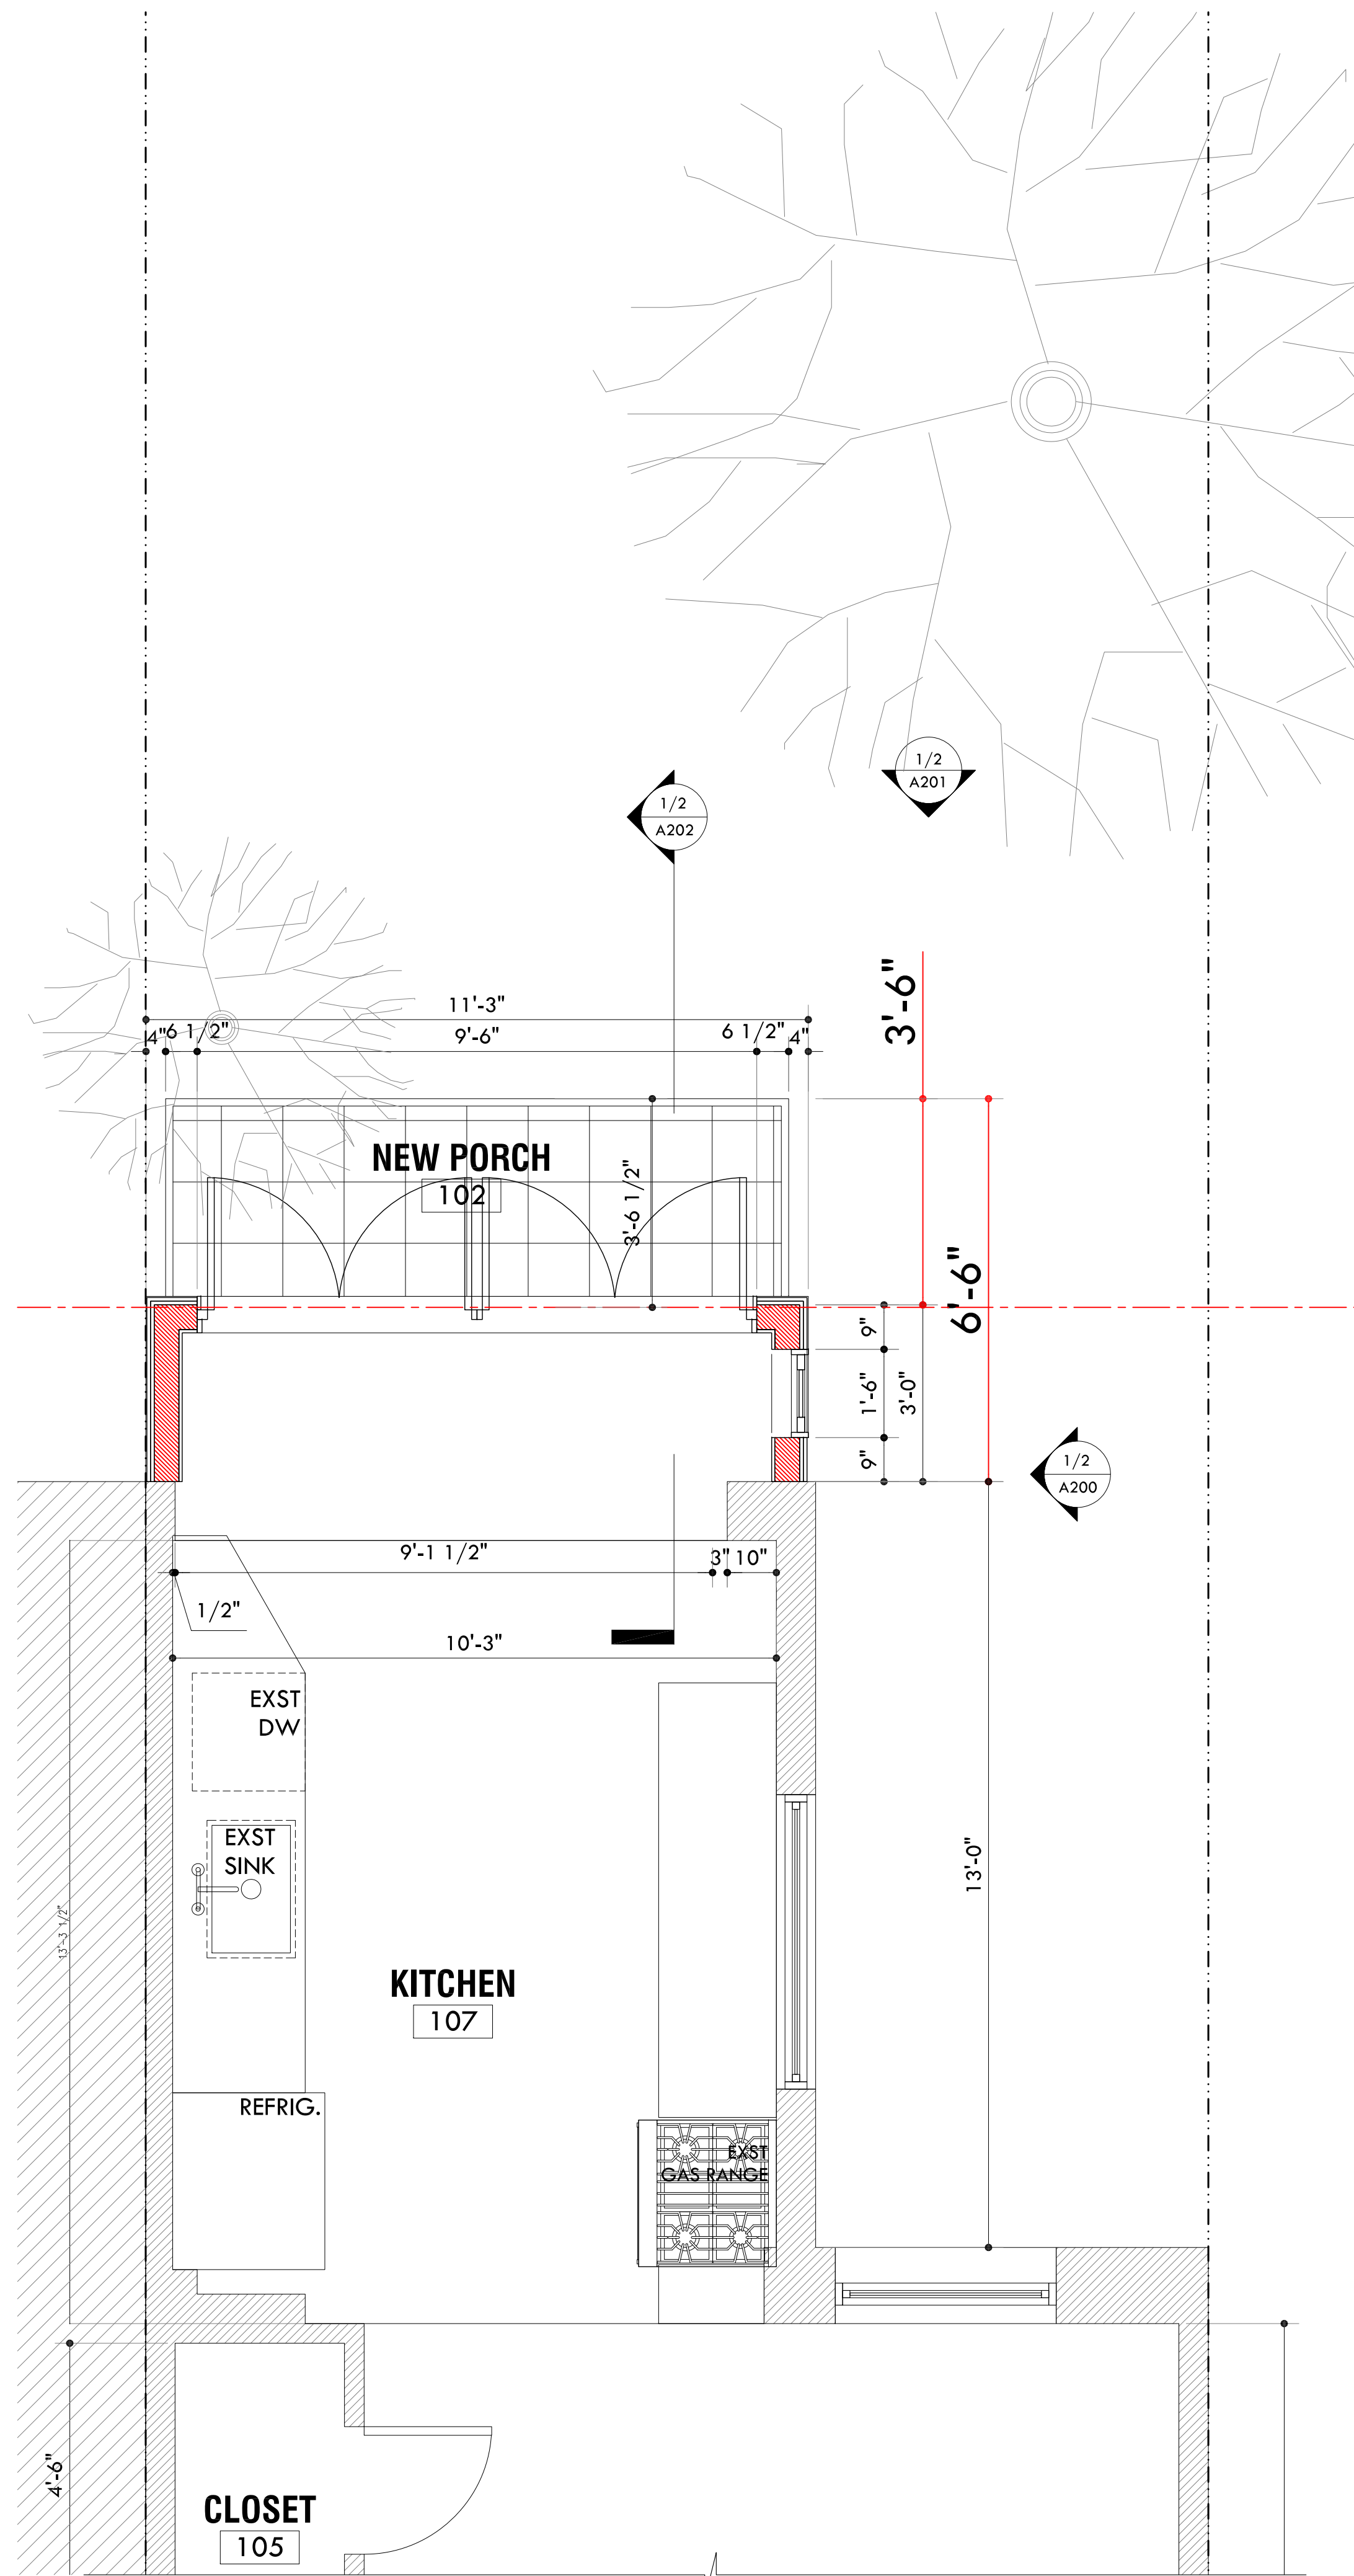 1/2
A201
1/2
A202
3'-6"
11'-3"
4"
6 1/2"
9'-6"
6 1/2"
4"
NEW PORCH
102
3'-6 1/2"
6'-6"
9"
1'-6"
3'-0"
9"
1/2
A200
9'-1 1/2"
3"
10"
1/2"
10'-3"
EXST
DW
EXST
SINK
13'-0"
13'-3 1/2"
KITCHEN
107
REFRIG.
EXST
GAS RANGE
4'-6"
CLOSET
105